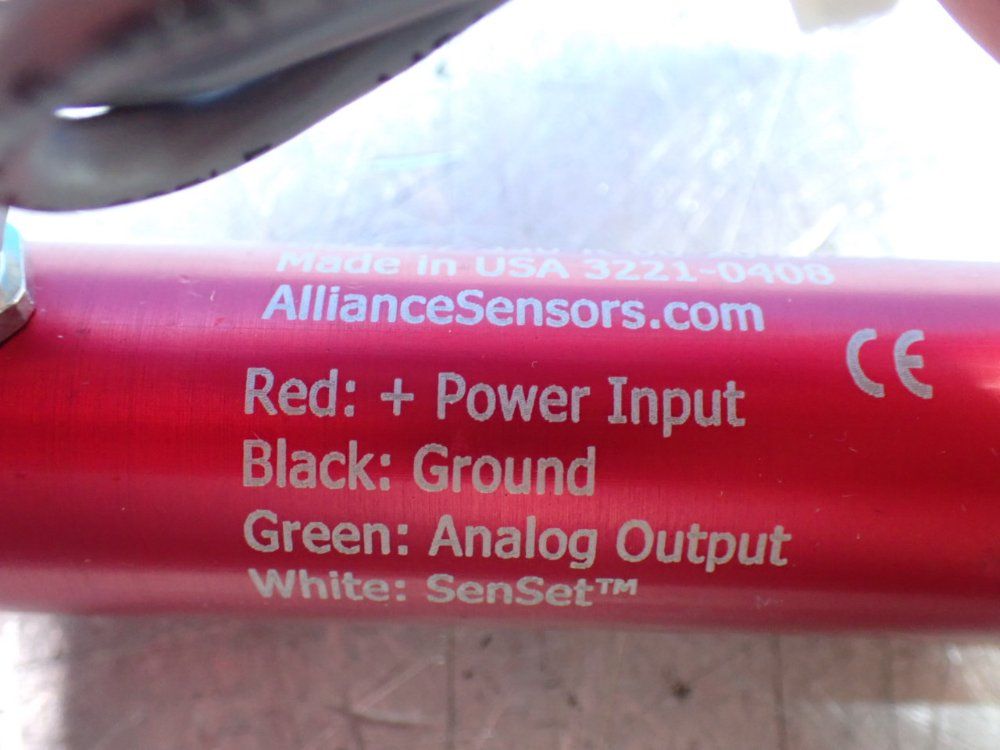 Made in USA 3221-0408
AllianceSensors.com
CE
Red: + Power Input
Black: Ground
Green: Analog Output
White: SenSet™